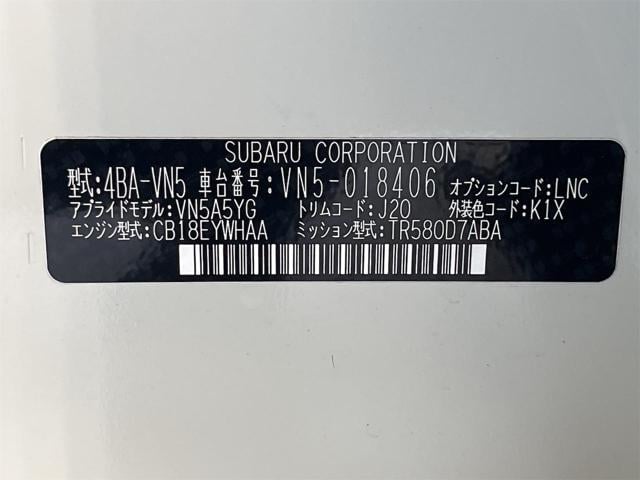 SUBARU CORPORATION
型式:4BA-VN5 車台番号:VN5-018406 オプションコード:LNC
アプライドモデル:VN5A5YG トリムコード:J20 外装色コード:K1X
エンジン型式:CB18EYWHAA ミッション型式:TR580D7ABA